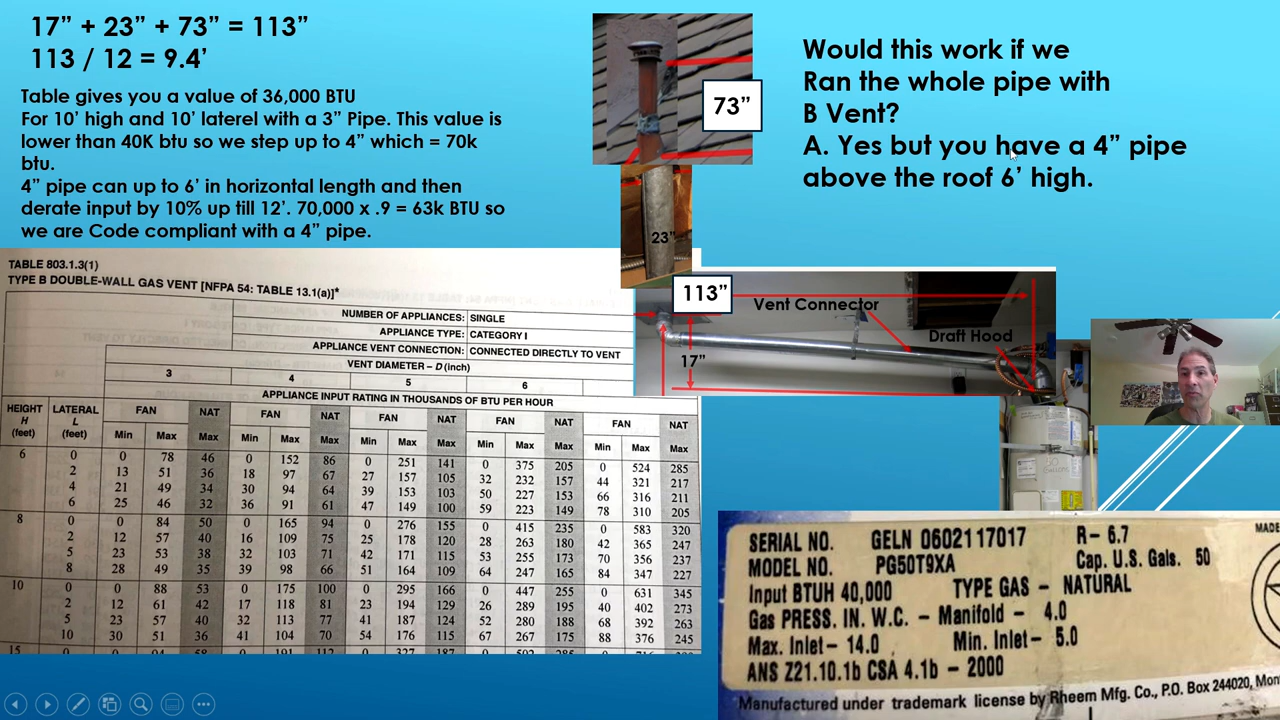 17” + 23” + 73” = 113”
113 / 12 = 9.4’
Table gives you a value of 36,000 BTU
For 10’ high and 10’ laterel with a 3” Pipe. This value is
lower than 40K btu so we step up to 4” which = 70k
btu.
4” pipe can up to 6’ in horizontal length and then
derate input by 10% up till 12’. 70,000 x .9 = 63k BTU so
we are Code compliant with a 4” pipe.
73”
23”
113”
Vent Connector
Draft Hood
17”
Would this work if we
Ran the whole pipe with
B Vent?
A. Yes but you have a 4” pipe
above the roof 6’ high.
TABLE 803.1.3(1)
TYPE B DOUBLE-WALL GAS VENT [NFPA 54: TABLE 13.1(a)]*
NUMBER OF APPLIANCES: SINGLE
APPLIANCE TYPE: CATEGORY I
APPLIANCE VENT CONNECTION: CONNECTED DIRECTLY TO VENT
VENT DIAMETER – D (inch)
3 4 5 6
APPLIANCE INPUT RATING IN THOUSANDS OF BTU PER HOUR
HEIGHT H (feet) LATERAL L (feet) FAN NAT FAN NAT FAN NAT FAN NAT FAN NAT
Min Max Max Min Max Max Min Max Max Min Max Max Min Max Max
6 0 0 78 46 0 152 86 0 251 141 0 375 205 0 524 285
2 13 51 36 18 97 67 27 157 105 32 232 157 44 321 217
4 21 49 34 30 94 64 39 153 103 50 227 153 66 316 211
6 25 46 32 36 91 61 47 149 100 59 223 149 78 310 205
8 0 0 84 50 0 165 94 0 276 155 0 415 235 0 583 320
2 12 57 40 16 109 75 25 178 120 28 263 180 42 365 247
5 23 53 38 32 103 71 42 171 115 53 255 173 70 356 237
8 28 49 35 39 98 66 51 164 109 64 247 165 84 347 227
10 0 0 88 53 0 175 100 0 295 166 0 447 255 0 631 345
2 12 61 42 17 118 81 23 194 129 26 289 195 40 402 273
5 23 57 40 32 113 77 41 187 124 52 280 188 68 392 263
10 30 51 36 41 104 70 54 176 115 67 267 175 88 376 245
SERIAL NO. GELN 0602117017 R- 6.7
MODEL NO. PG50T9XA Cap. U.S. Gals. 50
Input BTUH 40,000 TYPE GAS - NATURAL
Gas PRESS. IN. W.C. - Manifold - 4.0
Max. Inlet- 14.0 Min. Inlet- 5.0
ANS Z21.10.1b CSA 4.1b - 2000
Manufactured under trademark license by Rheem Mfg. Co., P.O. Box 244020,
MADE